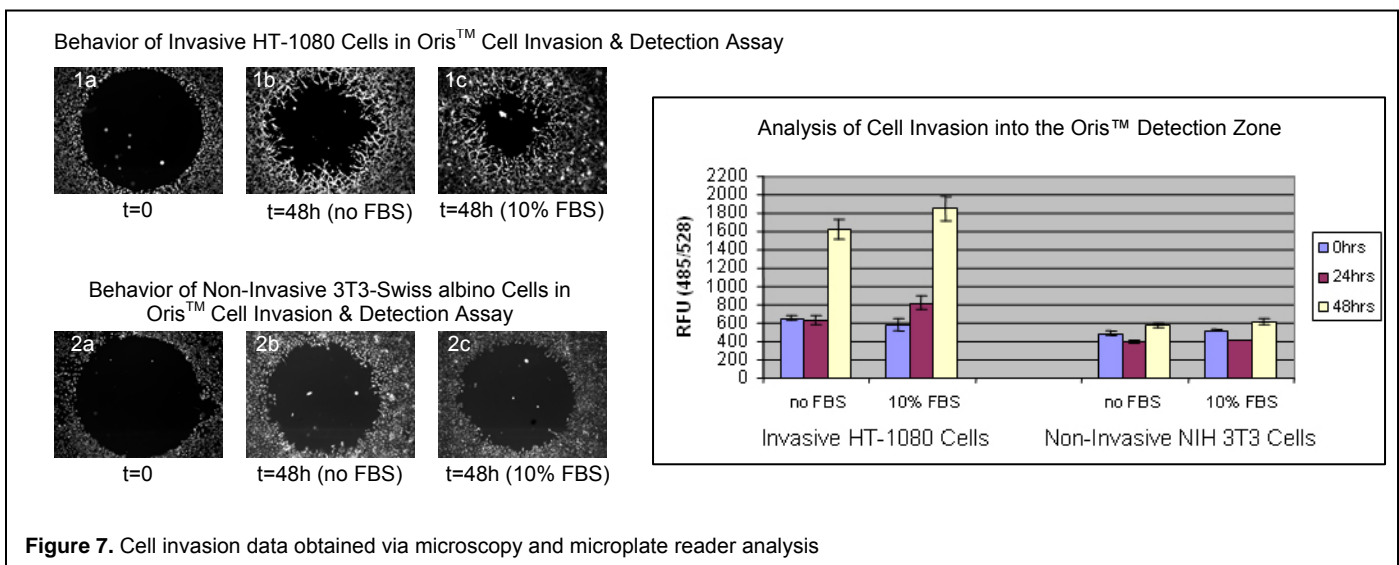 Behavior of Invasive HT-1080 Cells in Oris™ Cell Invasion & Detection Assay
1a
1b
1c
t=0
t=48h (no FBS)
t=48h (10% FBS)
Behavior of Non-Invasive 3T3-Swiss albino Cells in
Oris™ Cell Invasion & Detection Assay
2a
2b
2c
t=0
t=48h (no FBS)
t=48h (10% FBS)
Analysis of Cell Invasion into the Oris™ Detection Zone
RFU (485/528)
2200
2000
1800
1600
1400
1200
1000
800
600
400
200
0
no FBS
10% FBS
no FBS
10% FBS
Invasive HT-1080 Cells
Non-Invasive NIH 3T3 Cells
0hrs
24hrs
48hrs
Figure 7. Cell invasion data obtained via microscopy and microplate reader analysis